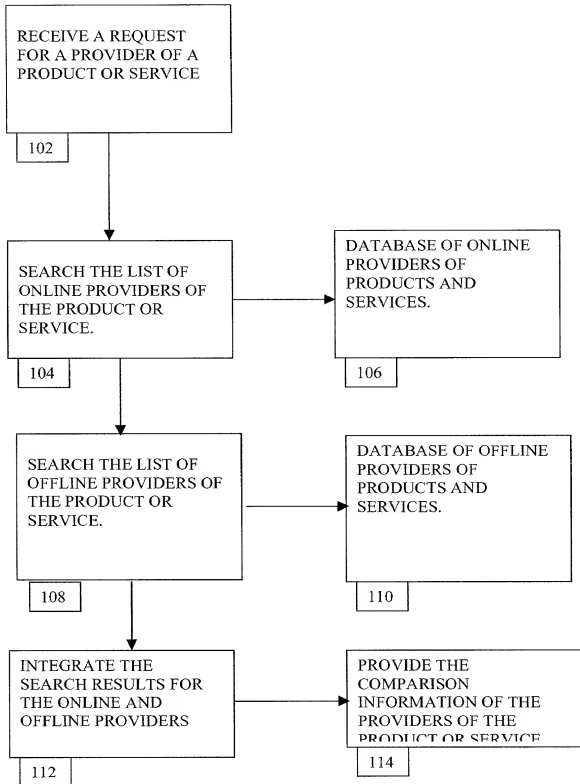 RECEIVE A REQUEST
FOR A PROVIDER OF A
PRODUCT OR SERVICE
102
SEARCH THE LIST OF
ONLINE PROVIDERS OF
THE PRODUCT OR
SERVICE.
104
DATABASE OF ONLINE
PROVIDERS OF
PRODUCTS AND
SERVICES.
106
SEARCH THE LIST OF
OFFLINE PROVIDERS OF
THE PRODUCT OR
SERVICE.
108
DATABASE OF OFFLINE
PROVIDERS OF
PRODUCTS AND
SERVICES.
110
INTEGRATE THE
SEARCH RESULTS FOR
THE ONLINE AND
OFFLINE PROVIDERS
112
PROVIDE THE
COMPARISON
INFORMATION OF THE
PROVIDERS OF THE
PRODUCT OR SERVICE
114